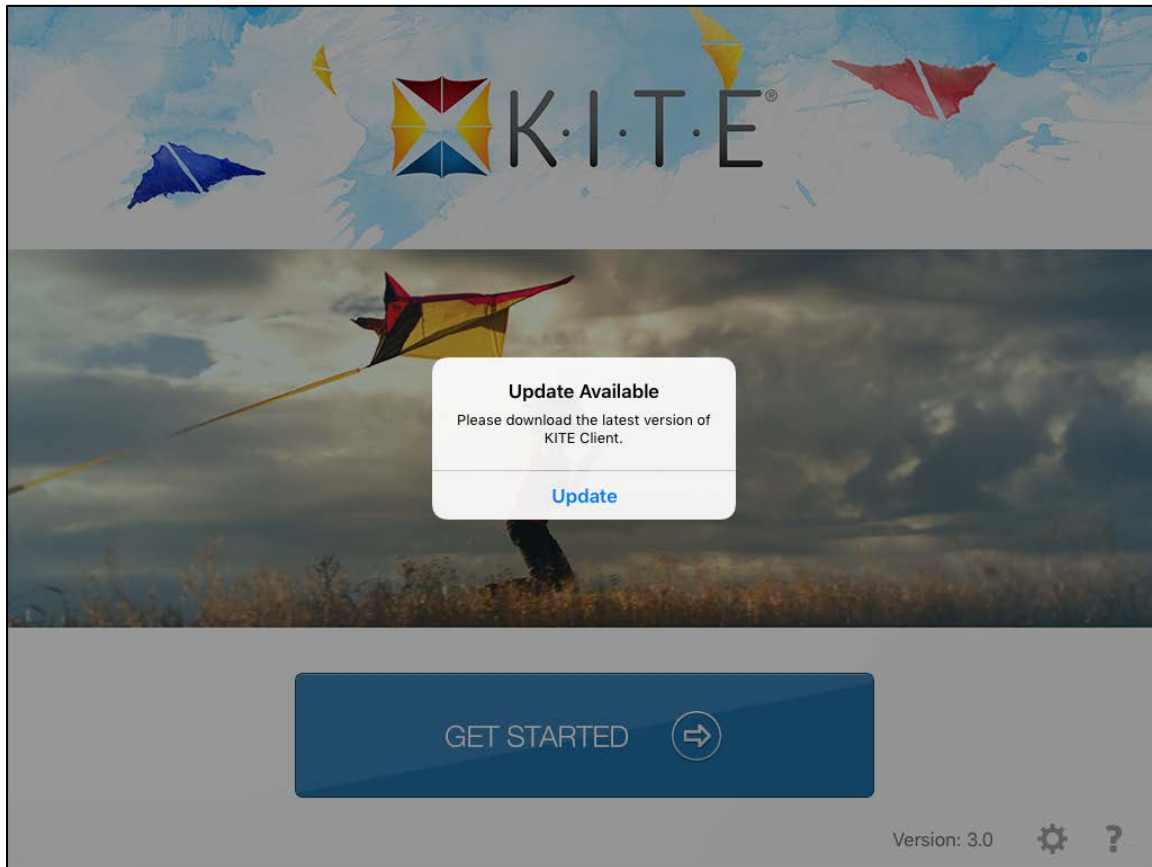 K·I·T·E®
Update Available
Please download the latest version of
KITE Client.
Update
GET STARTED
Version: 3.0
?